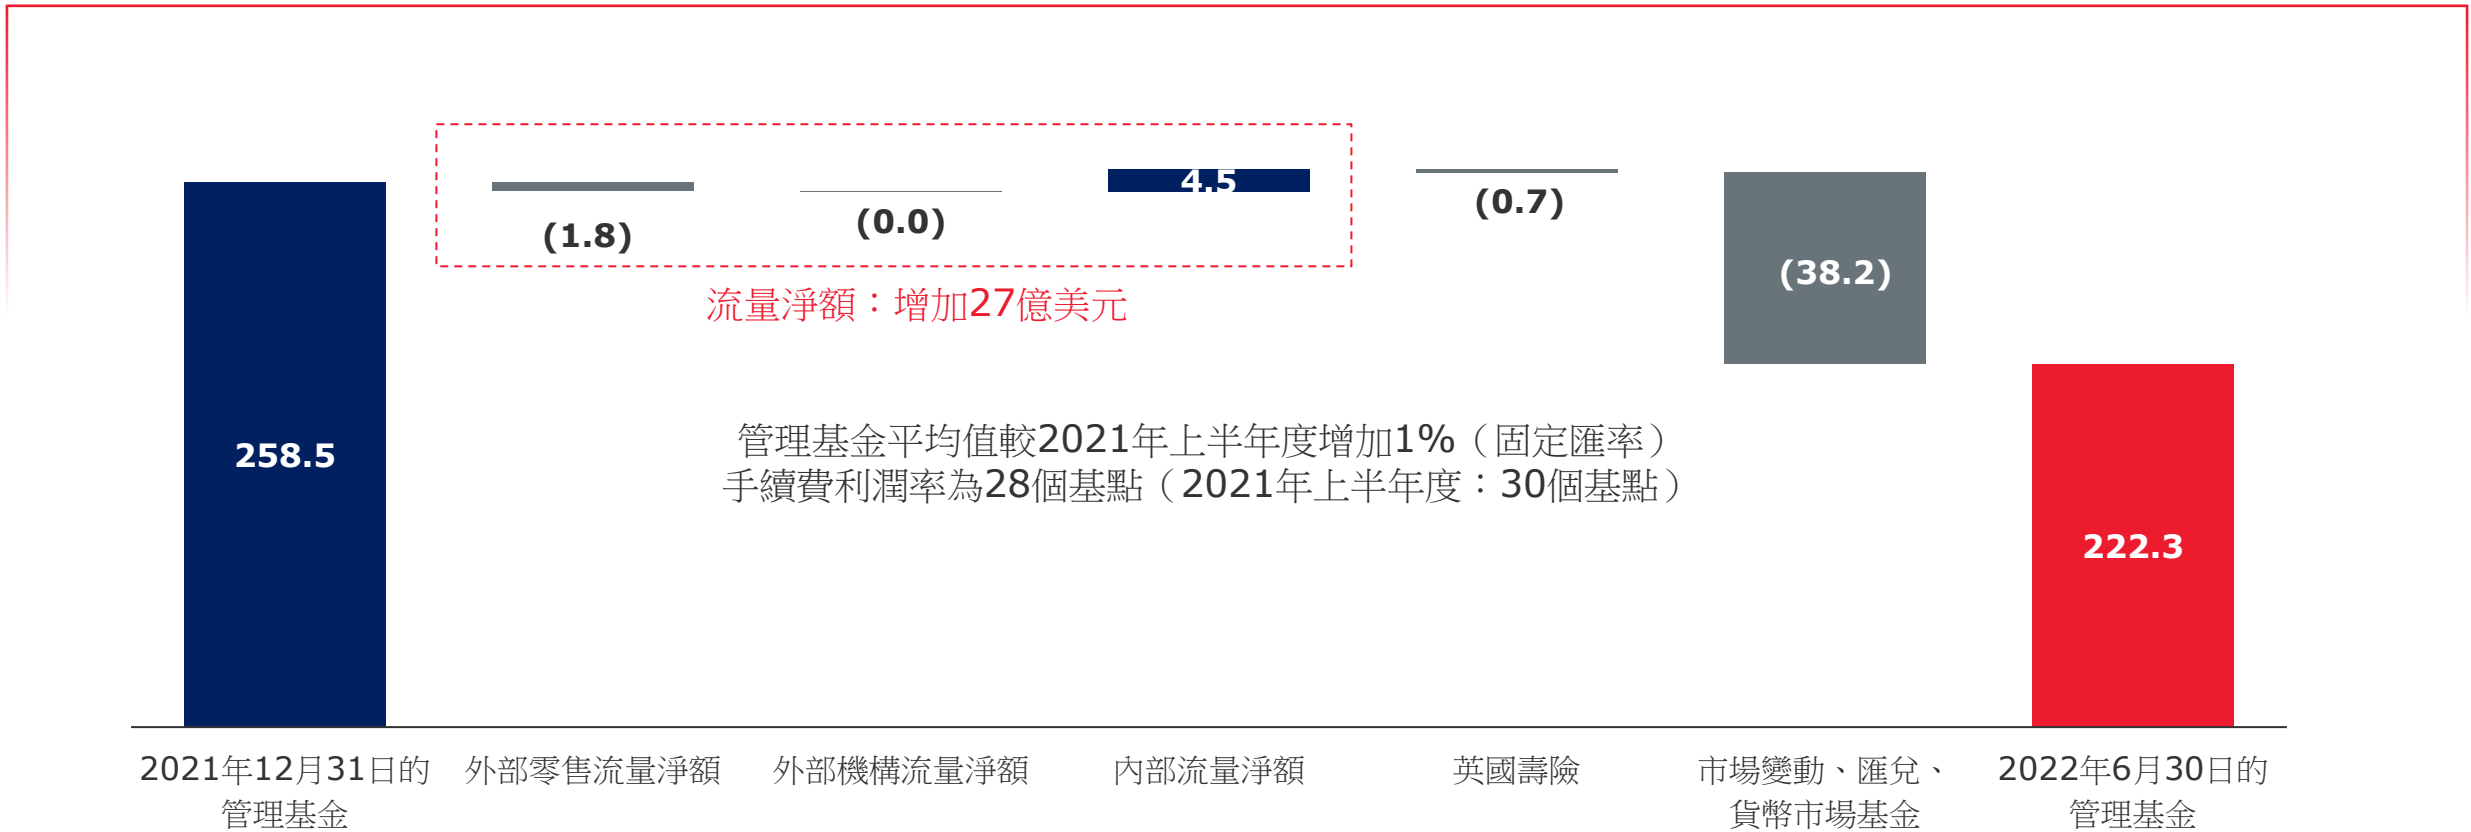 4.5
(1.8)
(0.0)
(0.7)
(38.2)
流量淨額：增加27億美元
258.5
管理基金平均值較2021年上半年度增加1%（固定匯率）
手續費利潤率為28個基點（2021年上半年度：30個基點）
222.3
2021年12月31日的
管理基金
外部零售流量淨額
外部機構流量淨額
內部流量淨額
英國壽險
市場變動、匯兌、
貨幣市場基金
2022年6月30日的
管理基金